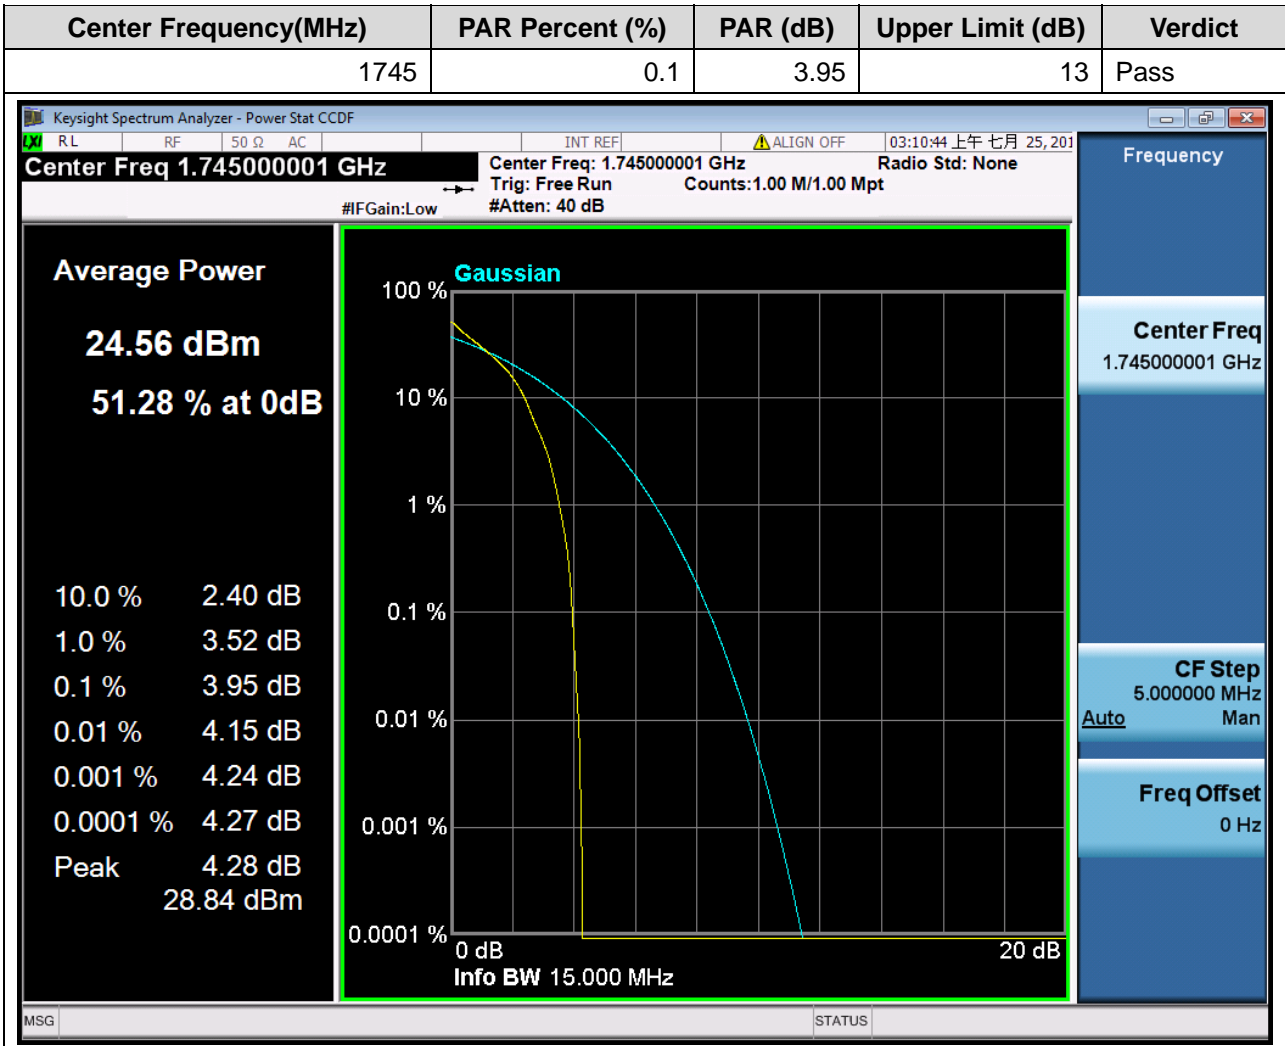 Center Frequency(MHz) PAR Percent (%) PAR (dB) Upper Limit (dB) Verdict
1745 0.1 3.95 13 Pass
Keysight Spectrum Analyzer - Power Stat CCDF
LXI RL RF 50 Ω AC INT REF ALIGN OFF 03:10:44 上午 七月 25, 201
Center Freq 1.745000001 GHz
Center Freq: 1.745000001 GHz Radio Std: None
Trig: Free Run Counts:1.00 M/1.00 Mpt
#IFGain:Low #Atten: 40 dB
Average Power
24.56 dBm
51.28 % at 0dB
10.0 % 2.40 dB
1.0 % 3.52 dB
0.1 % 3.95 dB
0.01 % 4.15 dB
0.001 % 4.24 dB
0.0001 % 4.27 dB
Peak 4.28 dB
28.84 dBm
Gaussian
100 %
10 %
1 %
0.1 %
0.01 %
0.001 %
0.0001 %
0 dB 20 dB
Info BW 15.000 MHz
Frequency
Center Freq
1.745000001 GHz
CF Step
5.000000 MHz
Auto Man
Freq Offset
0 Hz
MSG STATUS